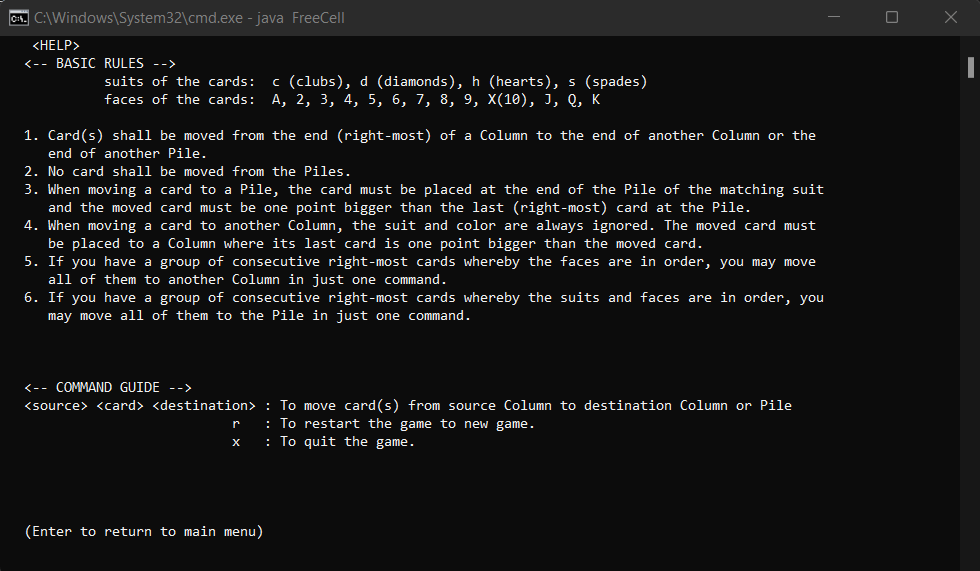 C:\Windows\System32\cmd.exe - java  FreeCell
<HELP>
<-- BASIC RULES -->
suits of the cards:  c (clubs), d (diamonds), h (hearts), s (spades)
faces of the cards:  A, 2, 3, 4, 5, 6, 7, 8, 9, X(10), J, Q, K
1. Card(s) shall be moved from the end (right-most) of a Column to the end of another Column or the
end of another Pile.
2. No card shall be moved from the Piles.
3. When moving a card to a Pile, the card must be placed at the end of the Pile of the matching suit
and the moved card must be one point bigger than the last (right-most) card at the Pile.
4. When moving a card to another Column, the suit and color are always ignored. The moved card must
be placed to a Column where its last card is one point bigger than the moved card.
5. If you have a group of consecutive right-most cards whereby the faces are in order, you may move
all of them to another Column in just one command.
6. If you have a group of consecutive right-most cards whereby the suits and faces are in order, you
may move all of them to the Pile in just one command.
<-- COMMAND GUIDE -->
<source> <card> <destination> : To move card(s) from source Column to destination Column or Pile
r   : To restart the game to new game.
x   : To quit the game.
(Enter to return to main menu)